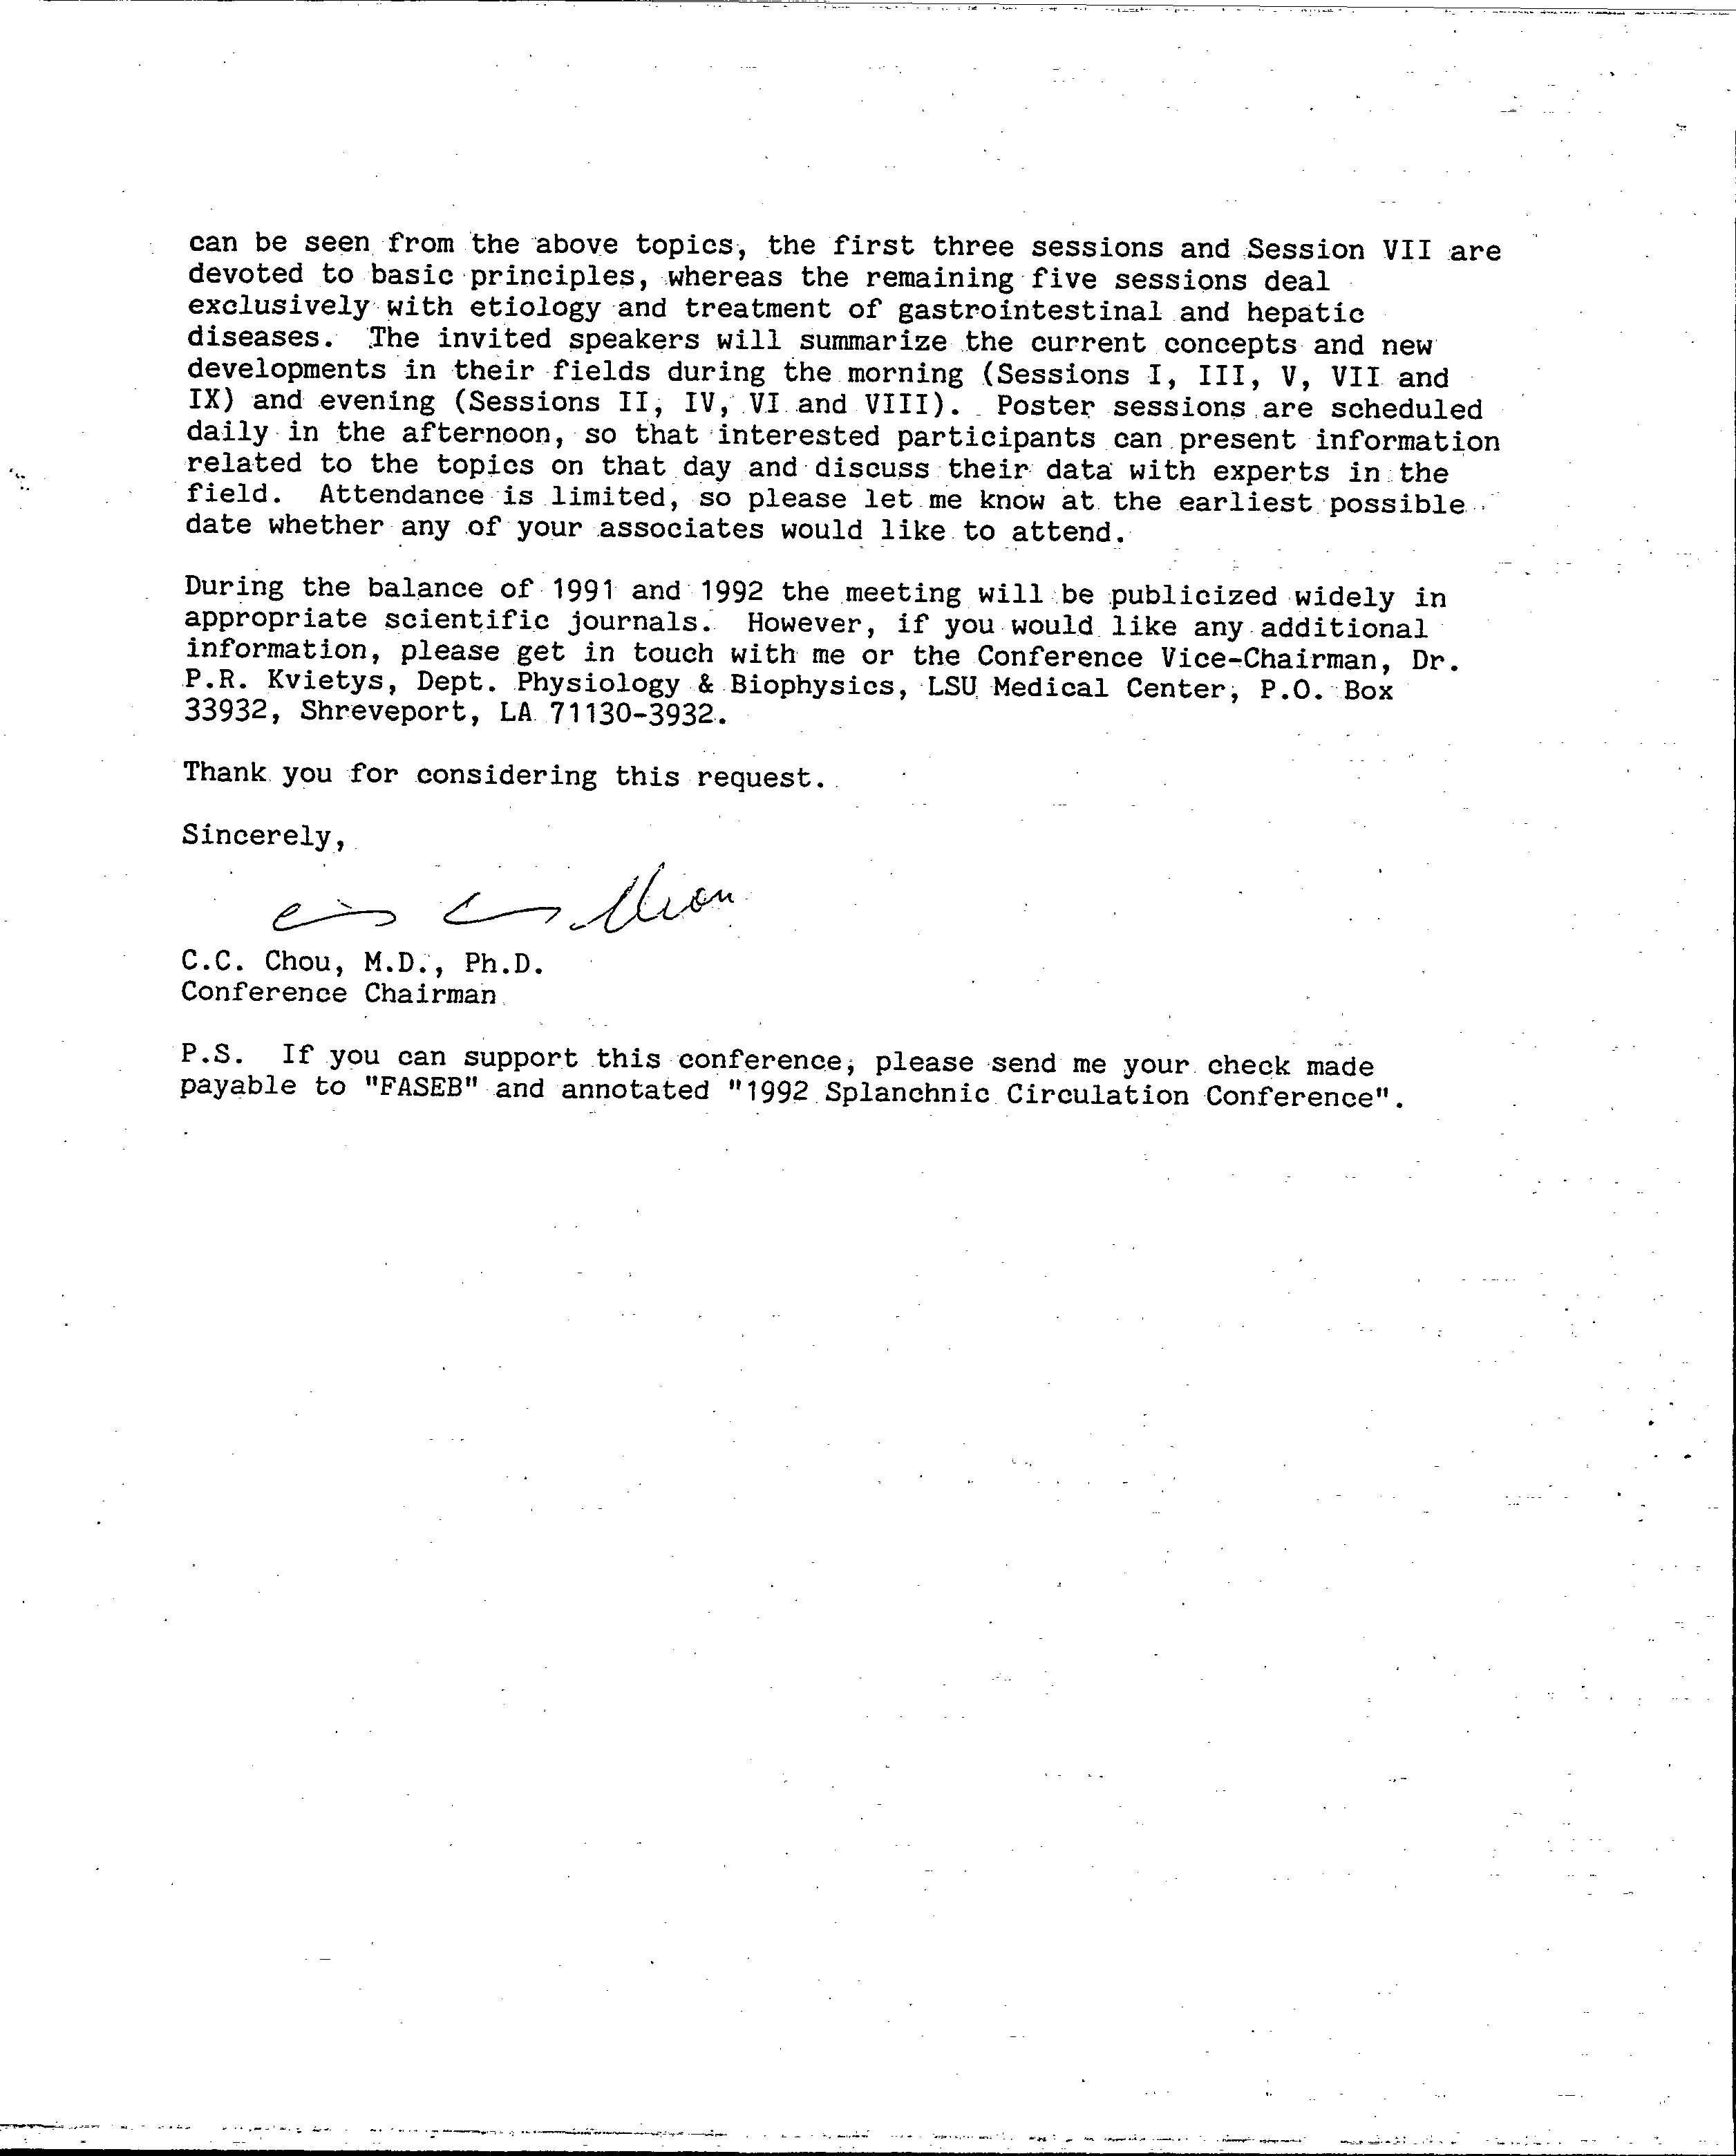 can be seen from the above topics, the first three sessions and Session VII are
devoted to basic principles, whereas the remaining five sessions deal
exclusively with etiology and treatment of gastrointestinal and hepatic
diseases. The invited speakers will summarize the current concepts and new
developments in their fields during the morning (Sessions I, III, V, VII and
IX) and evening (Sessions II, IV, VI and VIII). Poster sessions are scheduled
daily in the afternoon, so that interested participants can present information
related to the topics on that day and discuss their data with experts in the
field. Attendance is limited, so please let me know at the earliest possible
date whether any of your associates would like to attend.
During the balance of 1991 and 1992 the meeting will be publicized widely in
appropriate scientific journals. However, if you would like any additional
information, please get in touch with me or the Conference Vice-Chairman, Dr.
P.R. Kvietys, Dept. Physiology & Biophysics, LSU Medical Center, P.O. Box
33932, Shreveport, LA 71130-3932.
Thank you for considering this request.
Sincerely,
C.C. Chou, M.D., Ph.D.
Conference Chairman
P.S. If you can support this conference, please send me your check made
payable to "FASEB" and annotated "1992 Splanchnic Circulation Conference".